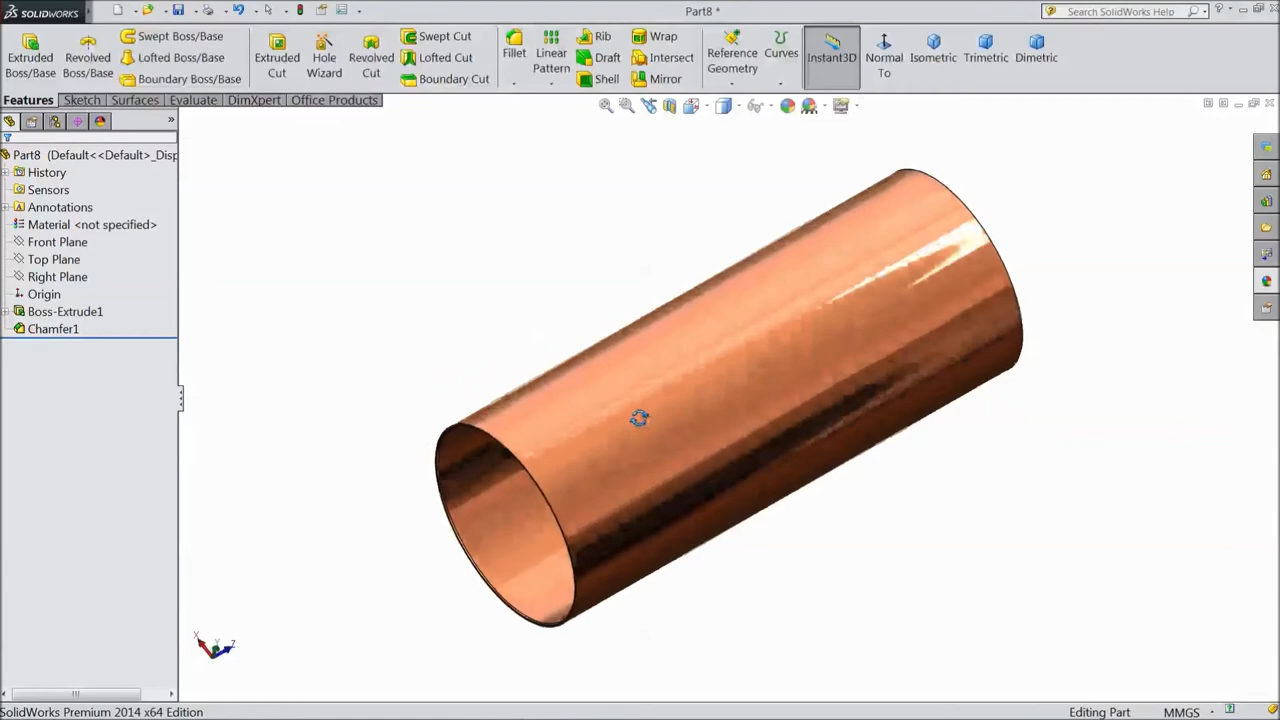 SOLIDWORKS
Part8 *
Search SolidWorks Help
Extruded
Boss/Base
Revolved
Boss/Base
Swept Boss/Base
Lofted Boss/Base
Boundary Boss/Base
Extruded
Cut
Hole
Wizard
Revolved
Cut
Swept Cut
Lofted Cut
Boundary Cut
Fillet
Linear
Pattern
Rib
Draft
Shell
Wrap
Intersect
Mirror
Reference
Geometry
Curves
Instant3D
Normal
To
Isometric
Trimetric
Dimetric
Features Sketch Surfaces Evaluate DimXpert Office Products
Part8 (Default<<Default>_Disp
History
Sensors
Annotations
Material <not specified>
Front Plane
Top Plane
Right Plane
Origin
Boss-Extrude1
Chamfer1
X Y Z
SolidWorks Premium 2014 x64 Edition
Editing Part
MMGS